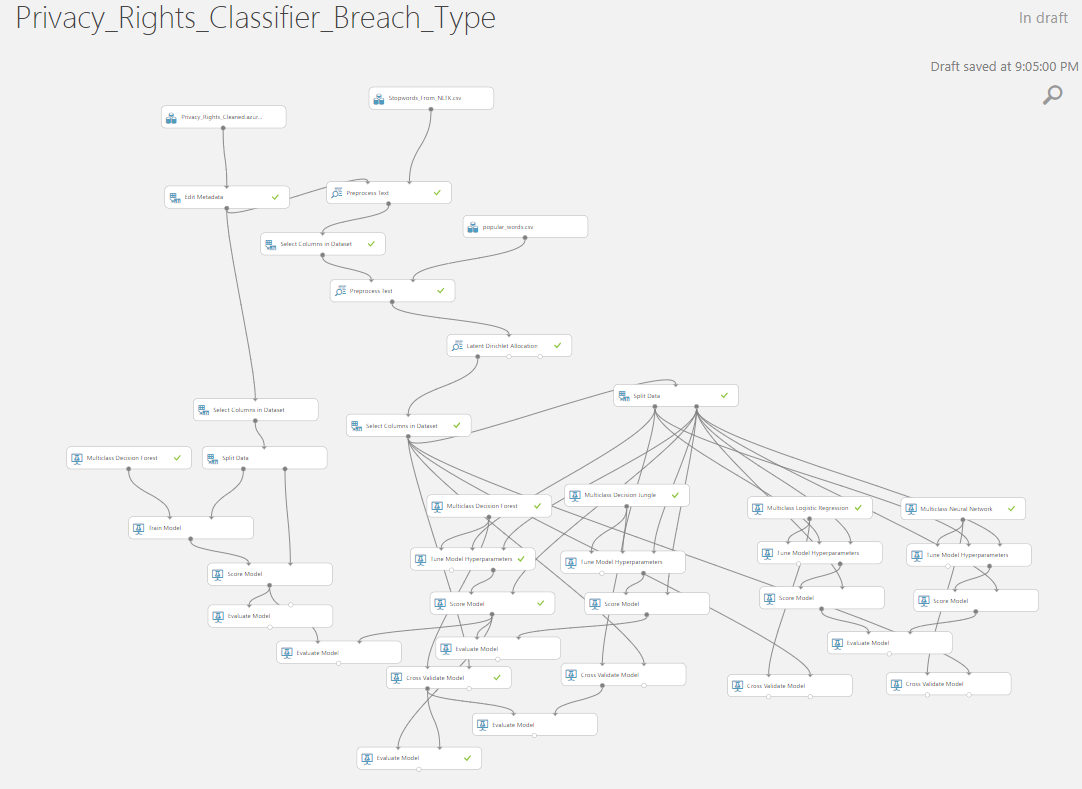 Privacy_Rights_Classifier_Breach_Type
In draft
Draft saved at 9:05:00 PM
Stopwords_From_NLTK.csv
Privacy_Rights_Cleaned.azur...
Preprocess Text
Edit Metadata
popular_words.csv
Select Columns in Dataset
Preprocess Text
Latent Dirichlet Allocation
Split Data
Select Columns in Dataset
Select Columns in Dataset
Multiclass Decision Forest
Split Data
Multiclass Decision Jungle
Multiclass Decision Forest
Multiclass Logistic Regression
Multiclass Neural Network
Train Model
Tune Model Hyperparameters
Tune Model Hyperparameters
Tune Model Hyperparameters
Tune Model Hyperparameters
Score Model
Score Model
Score Model
Score Model
Score Model
Evaluate Model
Evaluate Model
Evaluate Model
Evaluate Model
Cross Validate Model
Cross Validate Model
Cross Validate Model
Cross Validate Model
Evaluate Model
Evaluate Model